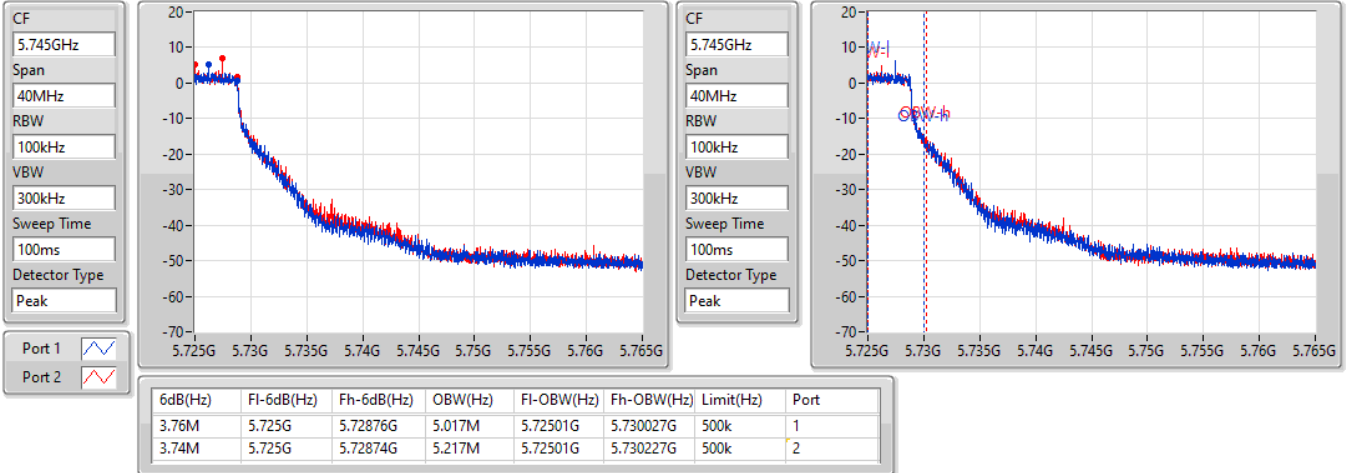 CF
5.745GHz
Span
40MHz
RBW
100kHz
VBW
300kHz
Sweep Time
100ms
Detector Type
Peak
Port 1
Port 2
20
10
0
-10
-20
-30
-40
-50
-60
-70
5.725G 5.73G 5.735G 5.74G 5.745G 5.75G 5.755G 5.76G 5.765G
CF
5.745GHz
Span
40MHz
RBW
100kHz
VBW
300kHz
Sweep Time
100ms
Detector Type
Peak
20
10
0
-10
-20
-30
-40
-50
-60
-70
W-l
OBW-h
OBW-h
5.725G 5.73G 5.735G 5.74G 5.745G 5.75G 5.755G 5.76G 5.765G
6dB(Hz) Fl-6dB(Hz) Fh-6dB(Hz) OBW(Hz) Fl-OBW(Hz) Fh-OBW(Hz) Limit(Hz) Port
3.76M 5.725G 5.72876G 5.017M 5.72501G 5.730027G 500k 1
3.74M 5.725G 5.72874G 5.217M 5.72501G 5.730227G 500k 2